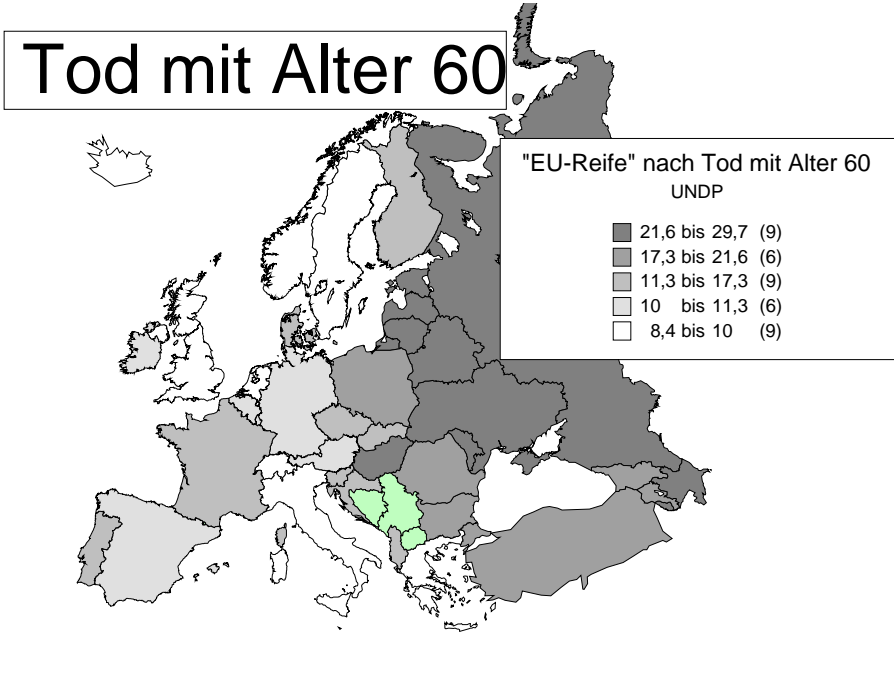 Tod mit Alter 60
"EU-Reife" nach Tod mit Alter 60
UNDP
21,6 bis 29,7 (9)
17,3 bis 21,6 (6)
11,3 bis 17,3 (9)
10 bis 11,3 (6)
8,4 bis 10 (9)